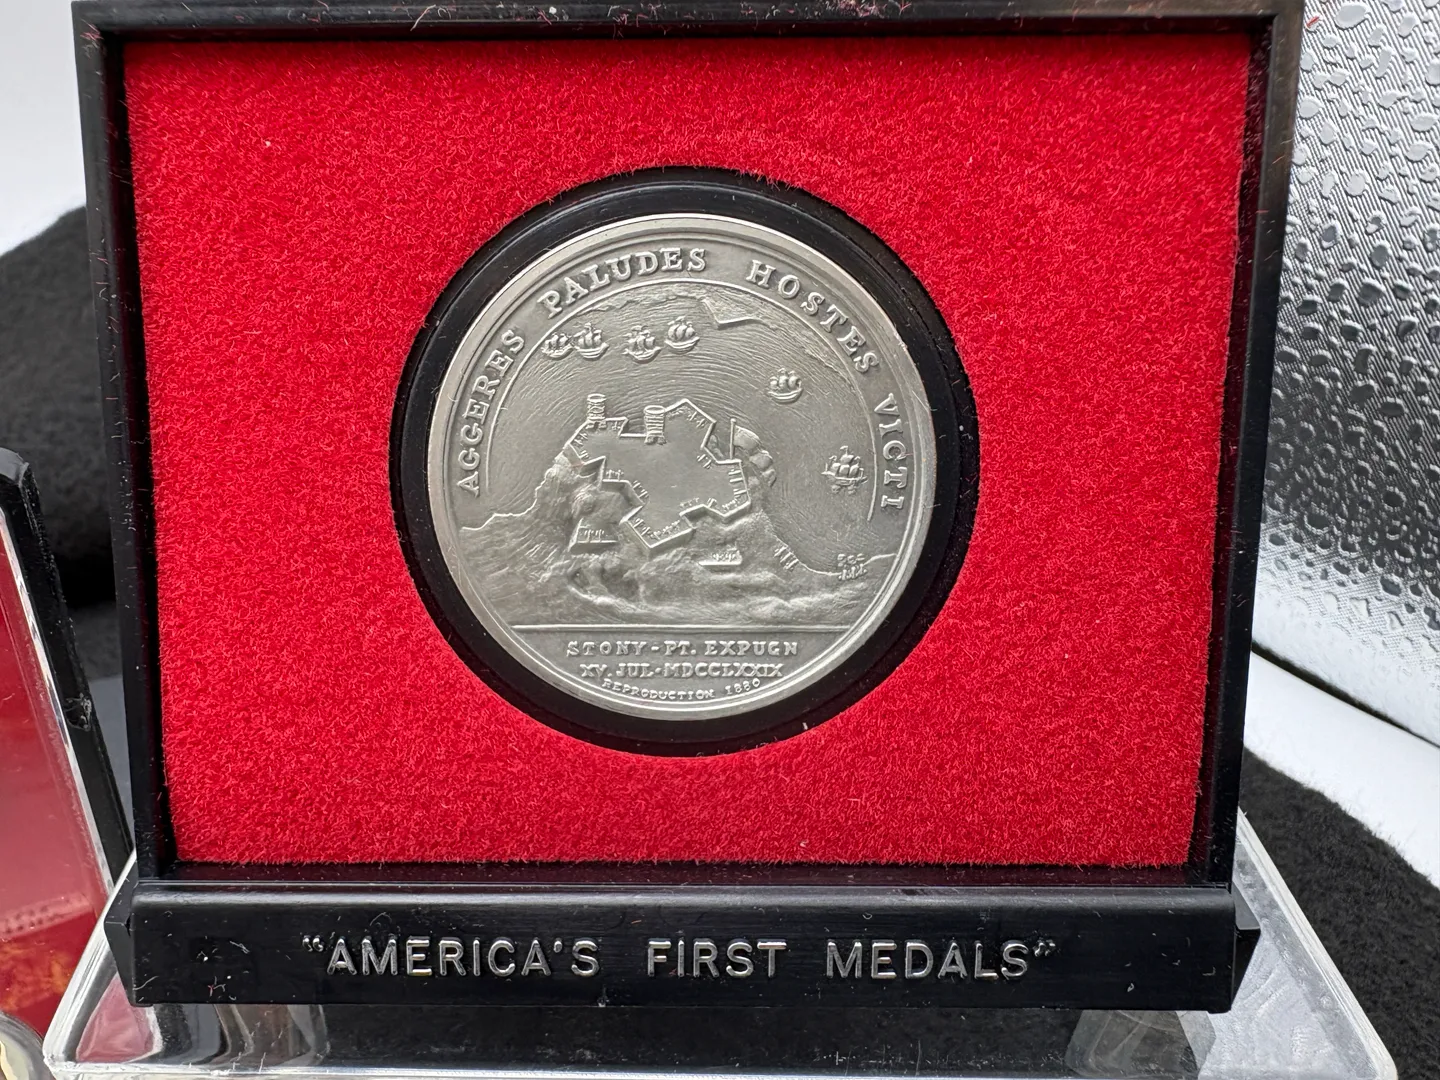 AGGERES PALUDES HOSTES VICTI
STONY-PT. EXPUGN
XV. JUL-MDCCLXXIX
REPRODUCTION 1880
"AMERICA'S FIRST MEDALS"